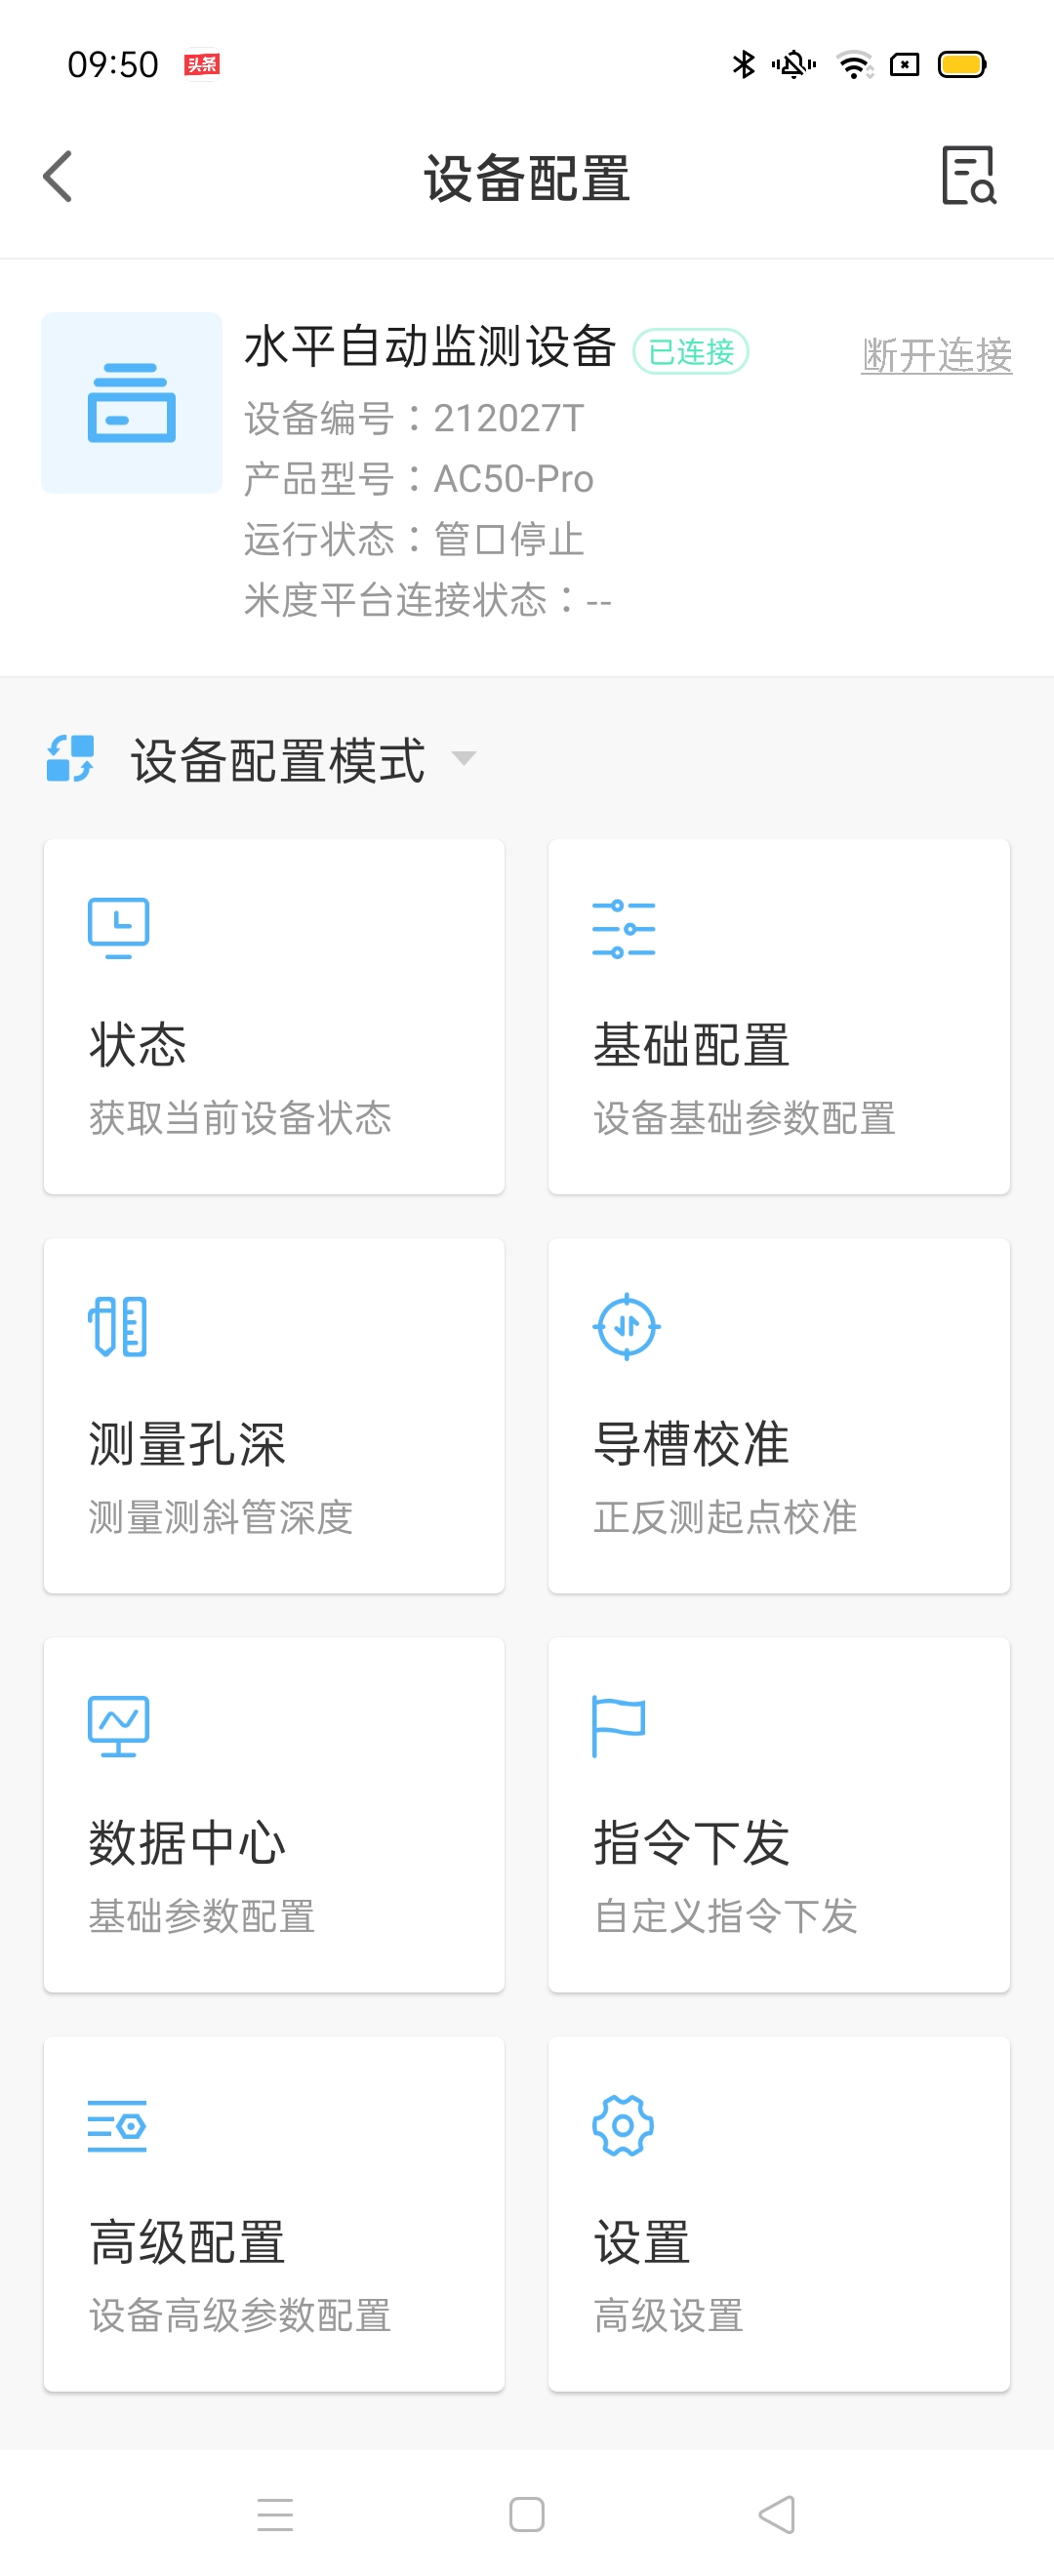 09:50 头条
设备配置
水平自动监测设备 已连接 断开连接
设备编号：212027T
产品型号：AC50-Pro
运行状态：管口停止
米度平台连接状态：--
设备配置模式
状态
获取当前设备状态
基础配置
设备基础参数配置
测量孔深
测量测斜管深度
导槽校准
正反测起点校准
数据中心
基础参数配置
指令下发
自定义指令下发
高级配置
设备高级参数配置
设置
高级设置